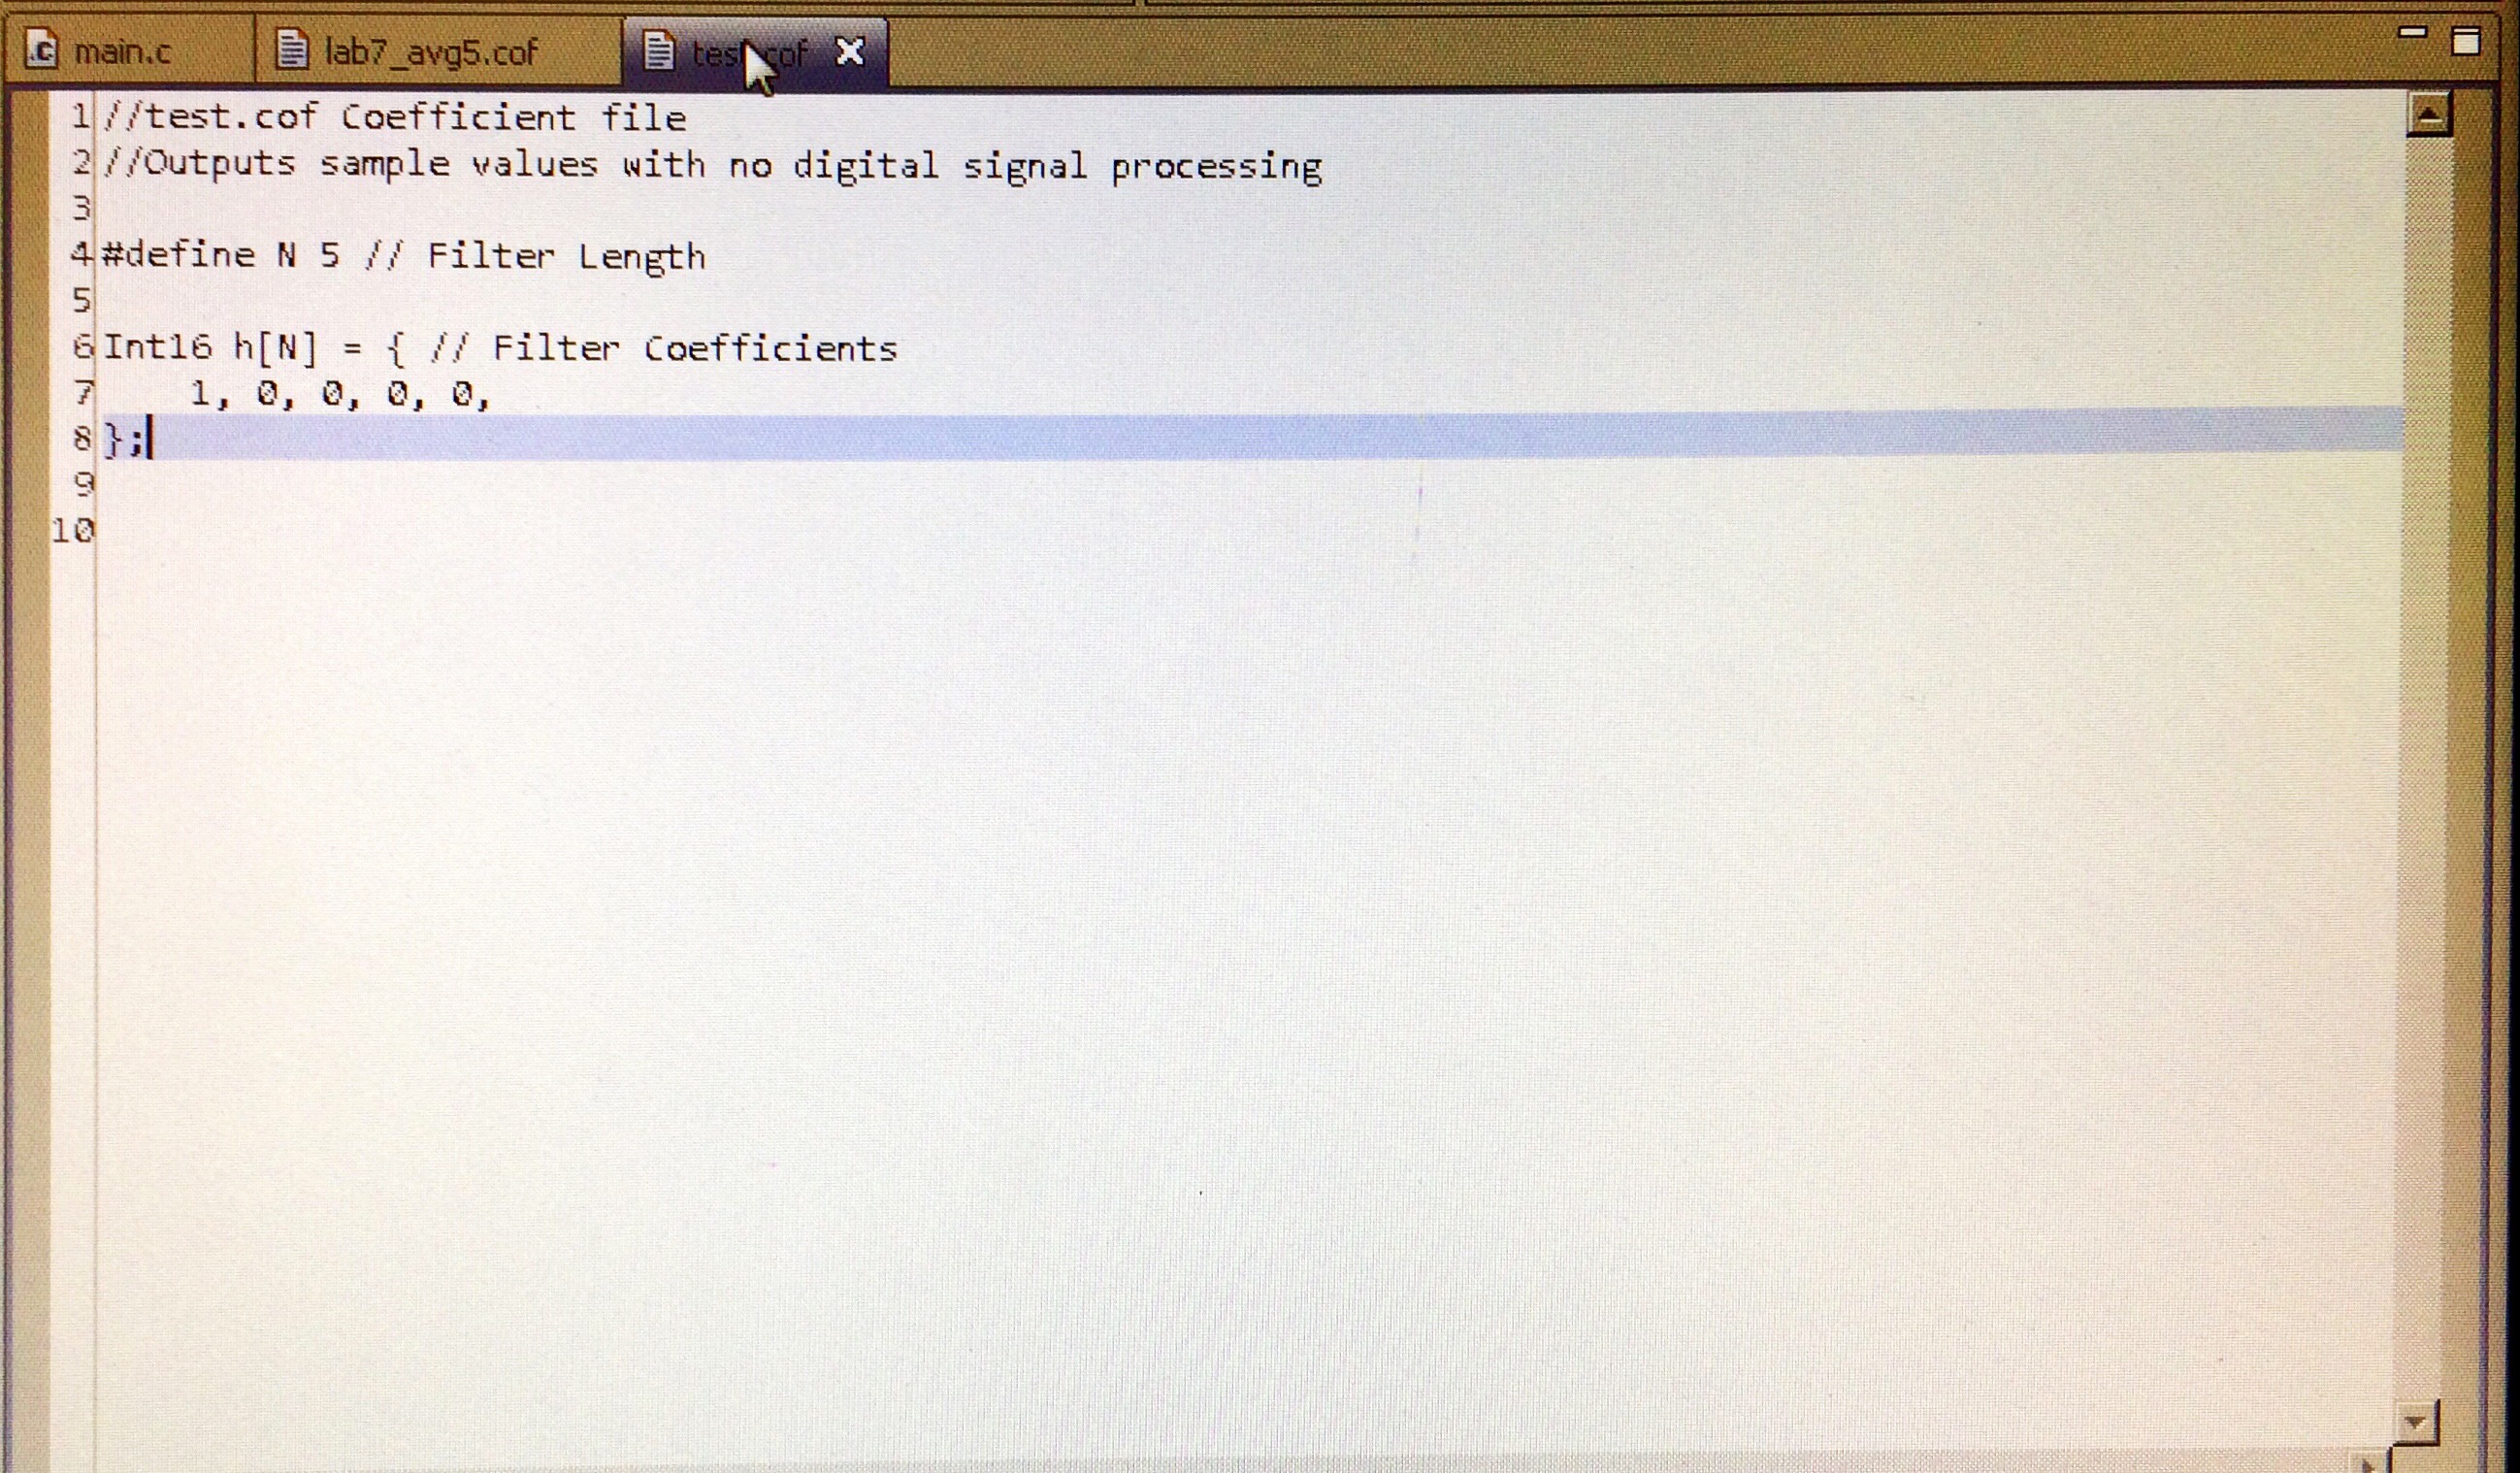 main.c lab7_avg5.cof test.cof
1 //test.cof Coefficient file
2 //Outputs sample values with no digital signal processing
3
4 #define N 5 // Filter Length
5
6 Int16 h[N] = { // Filter Coefficients
7     1, 0, 0, 0, 0,
8 };
9
10